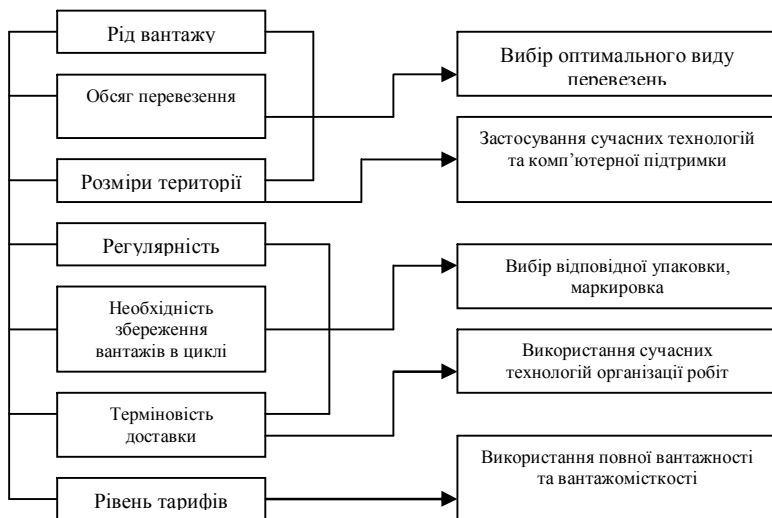 Рід вантажу
Обсяг перевезення
Розміри території
Регулярність
Необхідність
збереження
вантажів в циклі
Терміновість
доставки
Рівень тарифів
Вибір оптимального виду
перевезень
Застосування сучасних технологій
та комп’ютерної підтримки
Вибір відповідної упаковки,
маркировка
Використання сучасних
технологій організації робіт
Використання повної вантажності
та вантажомісткості